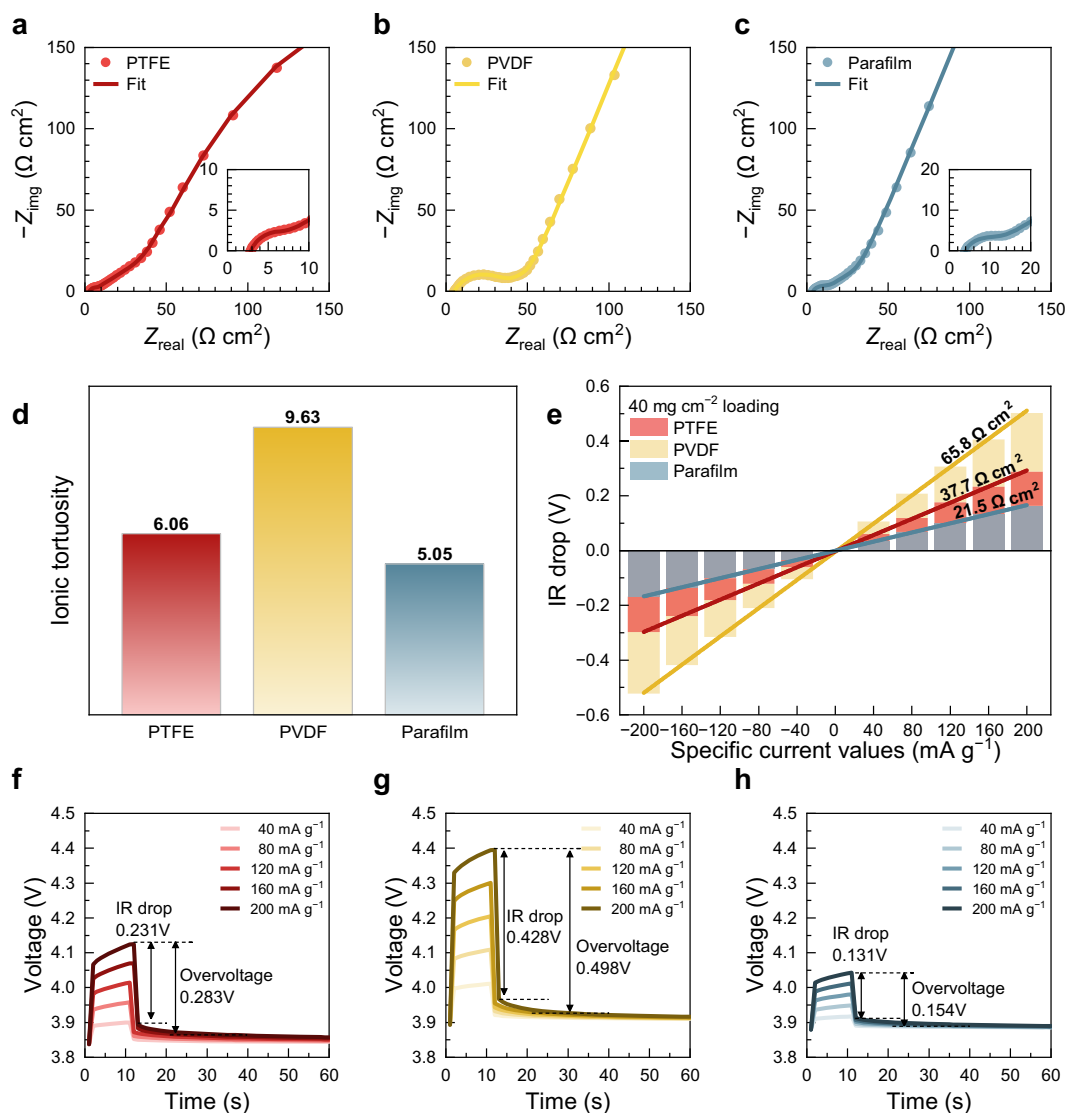 a
PTFE
Fit
150
100
50
0
−Z_img (Ω cm²)
10
5
0
0 5 10
0 50 100 150
Z_real (Ω cm²)
b
PVDF
Fit
150
100
50
0
−Z_img (Ω cm²)
0 50 100 150
Z_real (Ω cm²)
c
Parafilm
Fit
150
100
50
0
−Z_img (Ω cm²)
20
10
0
0 10 20
0 50 100 150
Z_real (Ω cm²)
d
Ionic tortuosity
6.06
9.63
5.05
PTFE PVDF Parafilm
e
40 mg cm⁻² loading
PTFE
PVDF
Parafilm
65.8 Ω cm²
37.7 Ω cm²
21.5 Ω cm²
IR drop (V)
0.6
0.4
0.2
0.0
−0.2
−0.4
−0.6
−200 −160 −120 −80 −40 0 40 80 120 160 200
Specific current values (mA g⁻¹)
f
Voltage (V)
4.5
4.4
4.3
4.2
4.1
4.0
3.9
3.8
40 mA g⁻¹
80 mA g⁻¹
120 mA g⁻¹
160 mA g⁻¹
200 mA g⁻¹
IR drop
0.231V
Overvoltage
0.283V
0 10 20 30 40 50 60
Time (s)
g
Voltage (V)
4.5
4.4
4.3
4.2
4.1
4.0
3.9
3.8
40 mA g⁻¹
80 mA g⁻¹
120 mA g⁻¹
160 mA g⁻¹
200 mA g⁻¹
IR drop
0.428V
Overvoltage
0.498V
0 10 20 30 40 50 60
Time (s)
h
Voltage (V)
4.5
4.4
4.3
4.2
4.1
4.0
3.9
3.8
40 mA g⁻¹
80 mA g⁻¹
120 mA g⁻¹
160 mA g⁻¹
200 mA g⁻¹
IR drop
0.131V
Overvoltage
0.154V
0 10 20 30 40 50 60
Time (s)